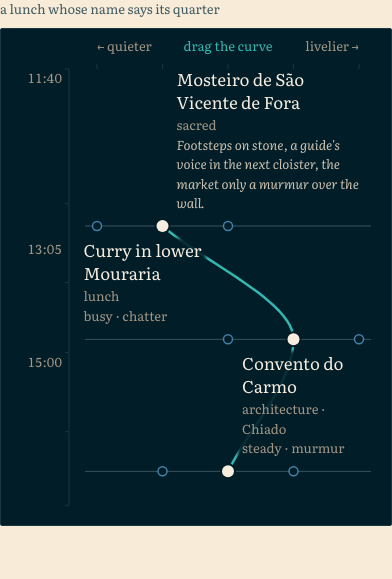 a lunch whose name says its quarter
← quieter drag the curve livelier →
11:40
Mosteiro de São
Vicente de Fora
sacred
Footsteps on stone, a guide's
voice in the next cloister, the
market only a murmur over the
wall.
13:05
Curry in lower
Mouraria
lunch
busy · chatter
15:00
Convento do
Carmo
architecture ·
Chiado
steady · murmur